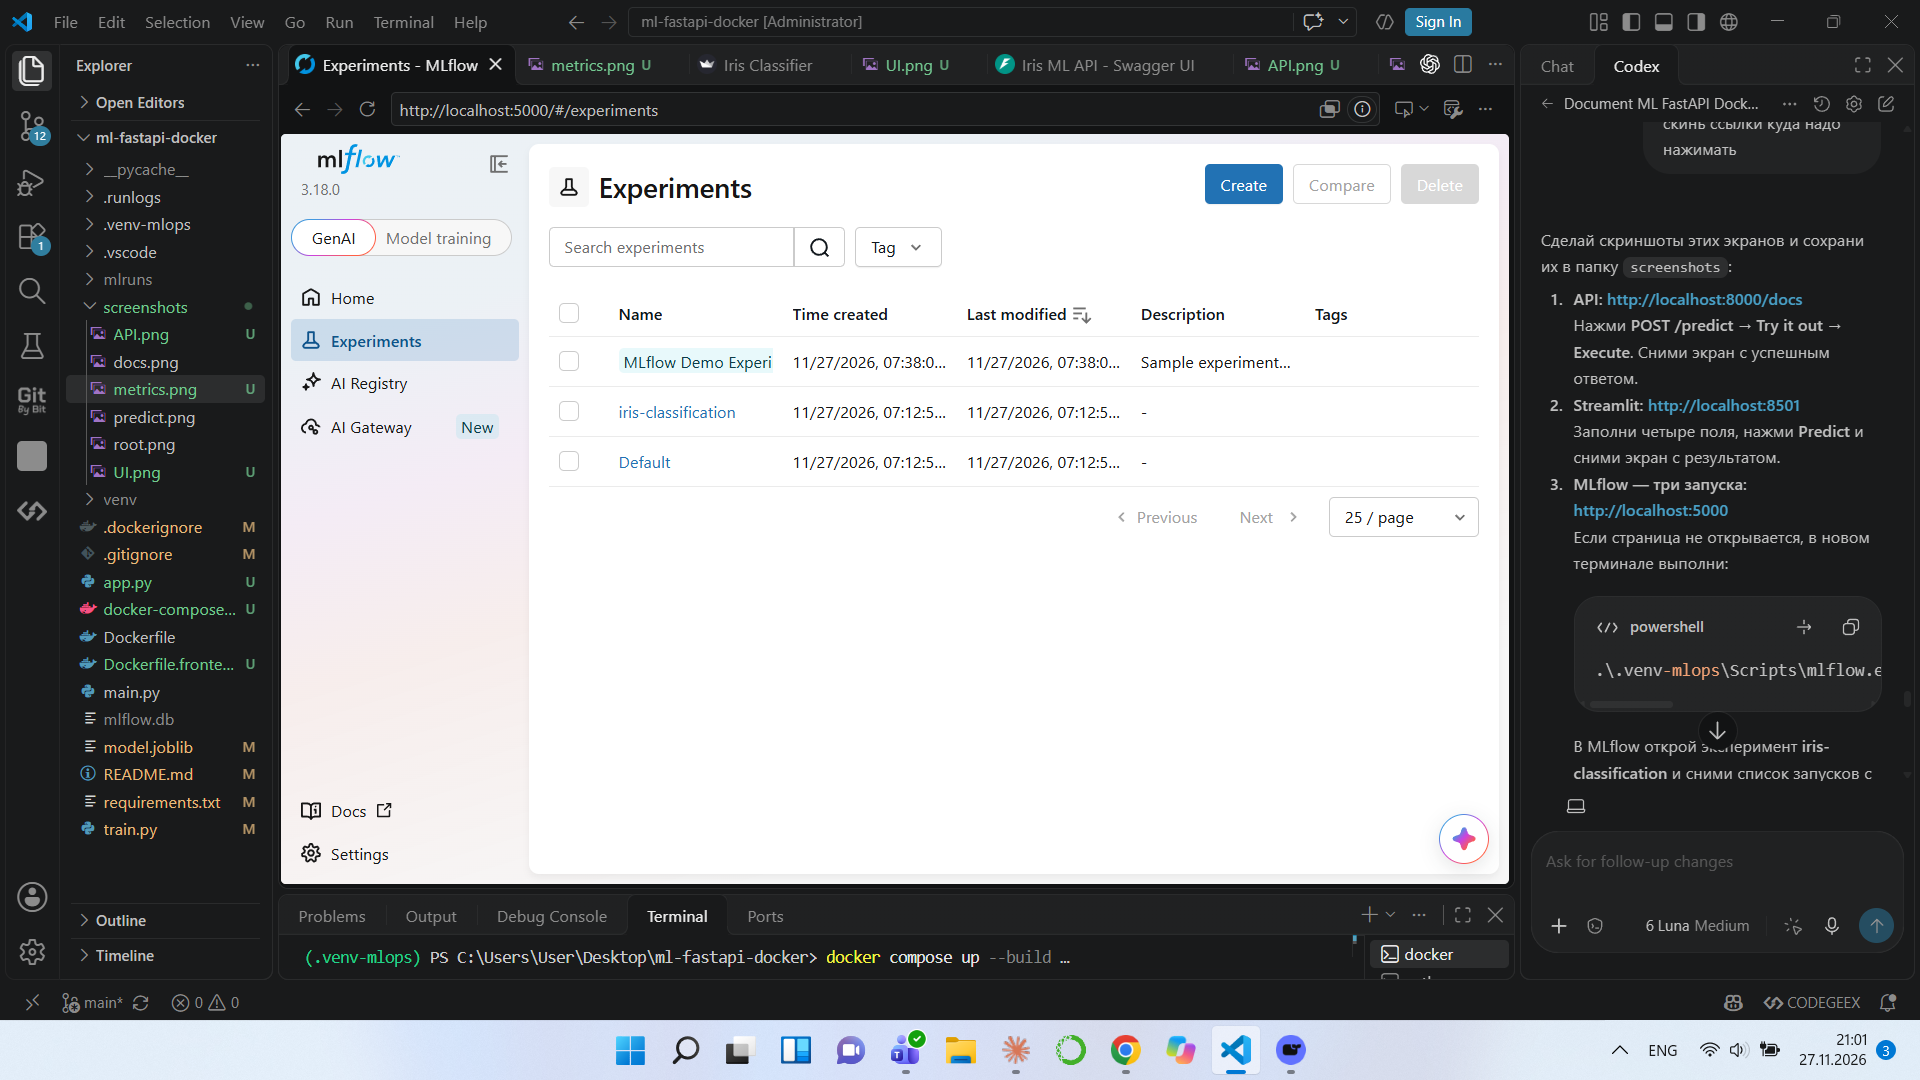 File Edit Selection View Go Run Terminal Help
ml-fastapi-docker [Administrator]
Sign In
Explorer
Open Editors
ml-fastapi-docker
__pycache__
.runlogs
.venv-mlops
.vscode
mlruns
screenshots
API.png U
docs.png
metrics.png U
predict.png
root.png
UI.png U
venv
.dockerignore M
.gitignore M
app.py U
docker-compose... U
Dockerfile
Dockerfile.fronte... U
main.py
mlflow.db
model.joblib M
README.md M
requirements.txt M
train.py M
Outline
Timeline
12
1
Git
By Bit
Experiments - MLflow
metrics.png U
Iris Classifier
UI.png U
Iris ML API - Swagger UI
API.png U
http://localhost:5000/#/experiments
mlflow
3.18.0
GenAI Model training
Home
Experiments
AI Registry
AI Gateway New
Docs
Settings
Experiments
Create Compare Delete
Search experiments
Tag
Name Time created Last modified Description Tags
MLflow Demo Experi 11/27/2026, 07:38:0... 11/27/2026, 07:38:0... Sample experiment...
iris-classification 11/27/2026, 07:12:5... 11/27/2026, 07:12:5... -
Default 11/27/2026, 07:12:5... 11/27/2026, 07:12:5... -
Previous Next 25 / page
Problems Output Debug Console Terminal Ports
(.venv-mlops) PS C:\Users\User\Desktop\ml-fastapi-docker> docker compose up --build …
docker
Chat Codex
Document ML FastAPI Dock...
скинь ссылки куда надо
нажимать
Сделай скриншоты этих экранов и сохрани
их в папку screenshots:
1. API: http://localhost:8000/docs
Нажми POST /predict → Try it out →
Execute. Сними экран с успешным
ответом.
2. Streamlit: http://localhost:8501
Заполни четыре поля, нажми Predict и
сними экран с результатом.
3. MLflow — три запуска:
http://localhost:5000
Если страница не открывается, в новом
терминале выполни:
powershell
.\.venv-mlops\Scripts\mlflow.e
В MLflow открой эксперимент iris-
classification и сними список запусков с
Ask for follow-up changes
6 Luna Medium
main* 0 0
CODEGEEX
ENG
21:01
27.11.2026
3